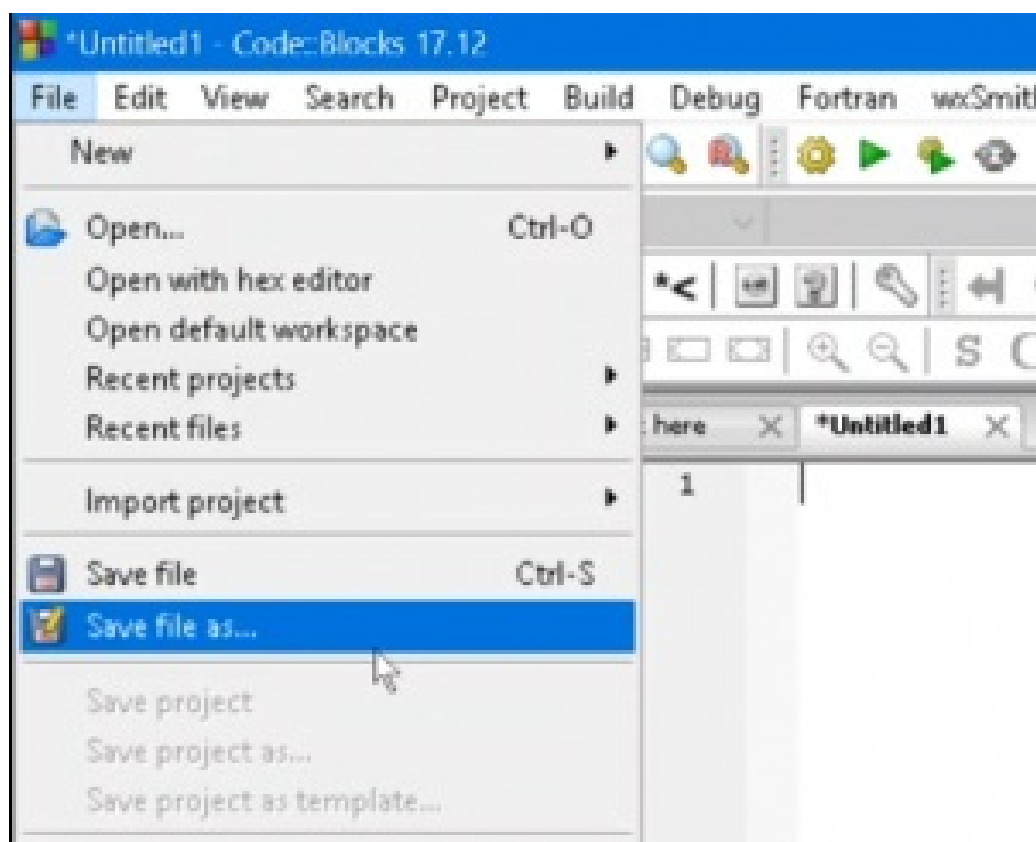 *Untitled1 - Code::Blocks 17.12
File Edit View Search Project Build Debug Fortran
New
Open... Ctrl-O
Open with hex editor
Open default workspace
Recent projects
Recent files
here *Untitled1
Import project
1
Save file Ctrl-S
Save file as...
Save project
Save project as...
Save project as template...